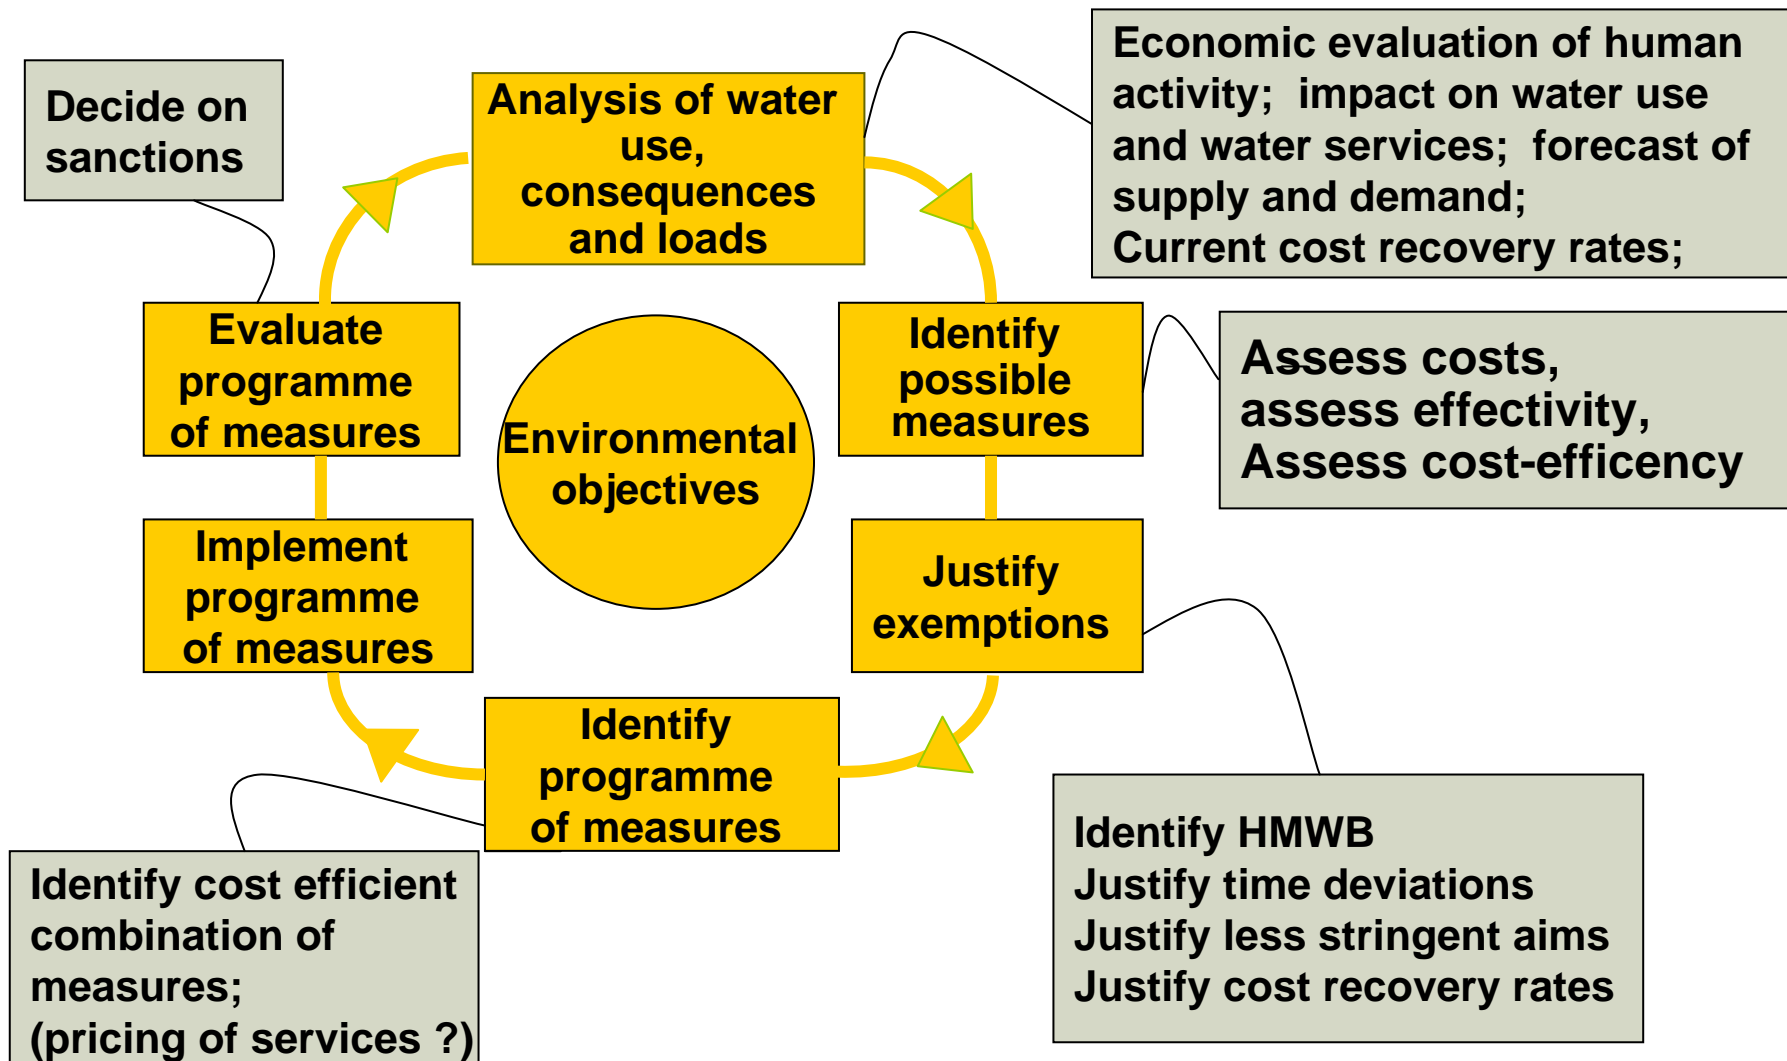 Decide on
sanctions
Analysis of water
use,
consequences
and loads
Economic evaluation of human
activity; impact on water use
and water services; forecast of
supply and demand;
Current cost recovery rates;
Evaluate
programme
of measures
Environmental
objectives
Identify
possible
measures
Assess costs,
assess effectivity,
Assess cost-efficency
Implement
programme
of measures
Justify
exemptions
Identify
programme
of measures
Identify cost efficient
combination of
measures;
(pricing of services ?)
Identify HMWB
Justify time deviations
Justify less stringent aims
Justify cost recovery rates